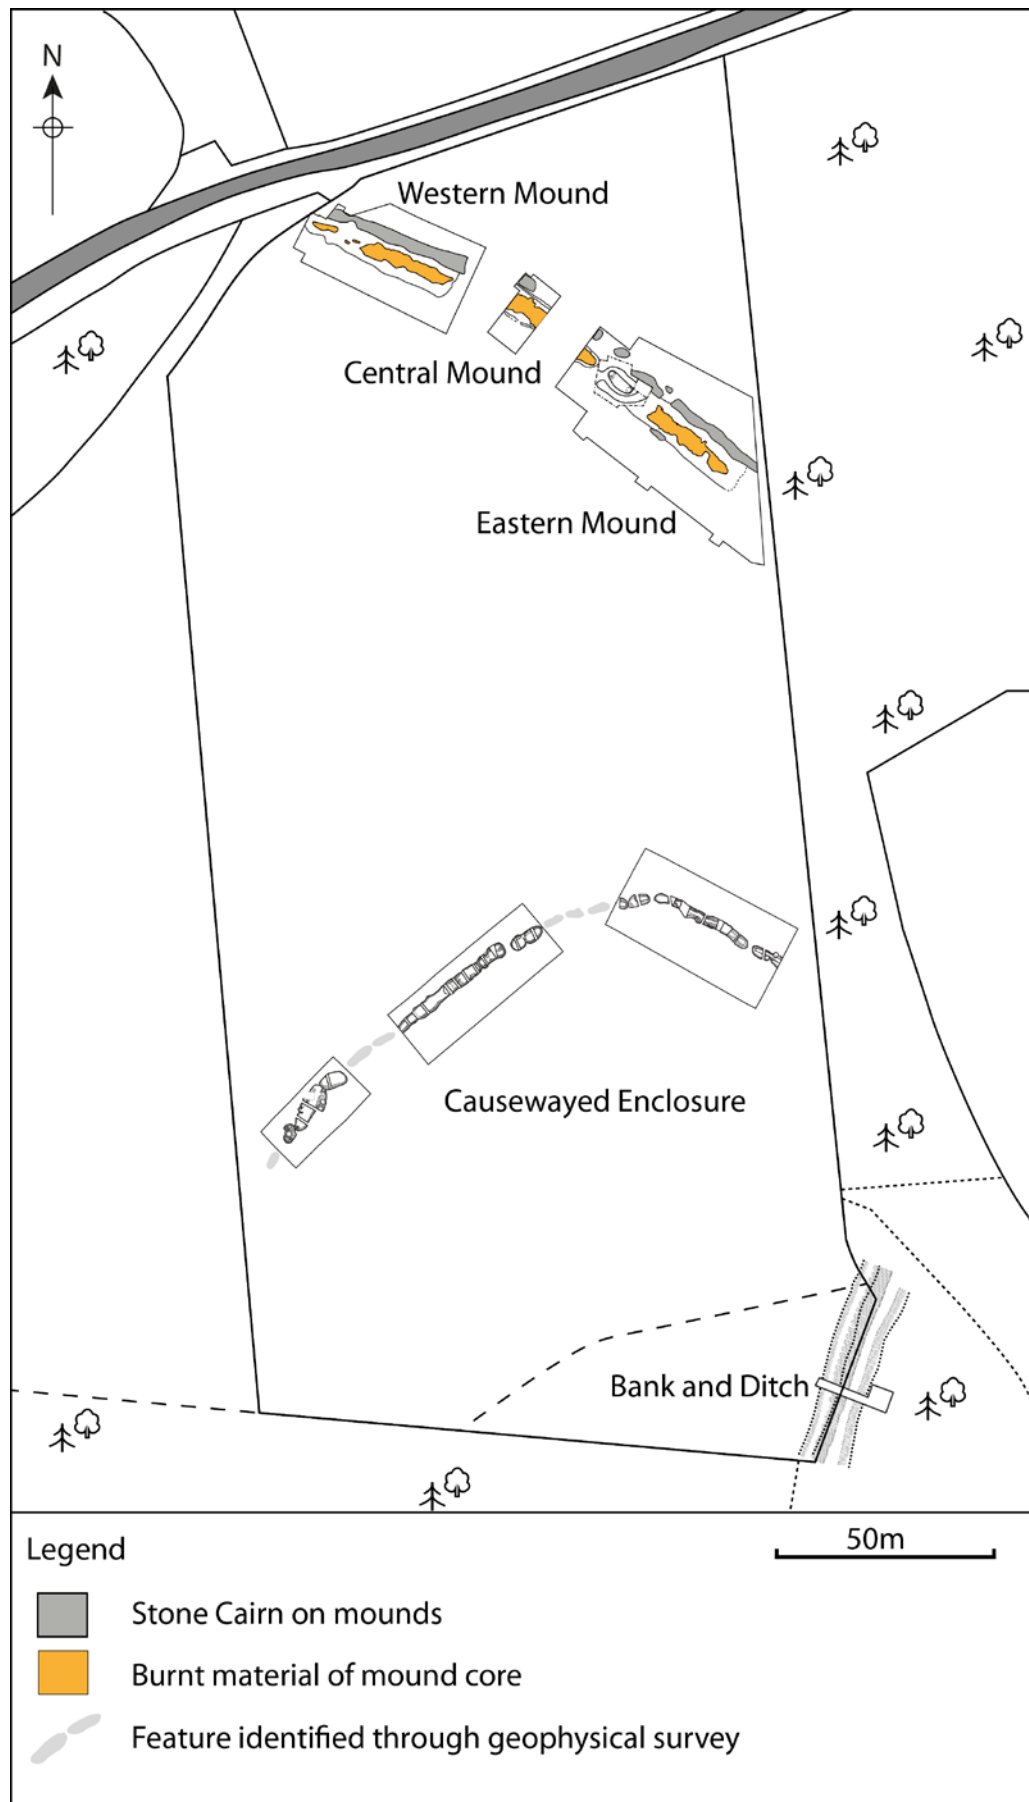 N
Western Mound
Central Mound
Eastern Mound
Causewayed Enclosure
Bank and Ditch
Legend
50m
Stone Cairn on mounds
Burnt material of mound core
Feature identified through geophysical survey